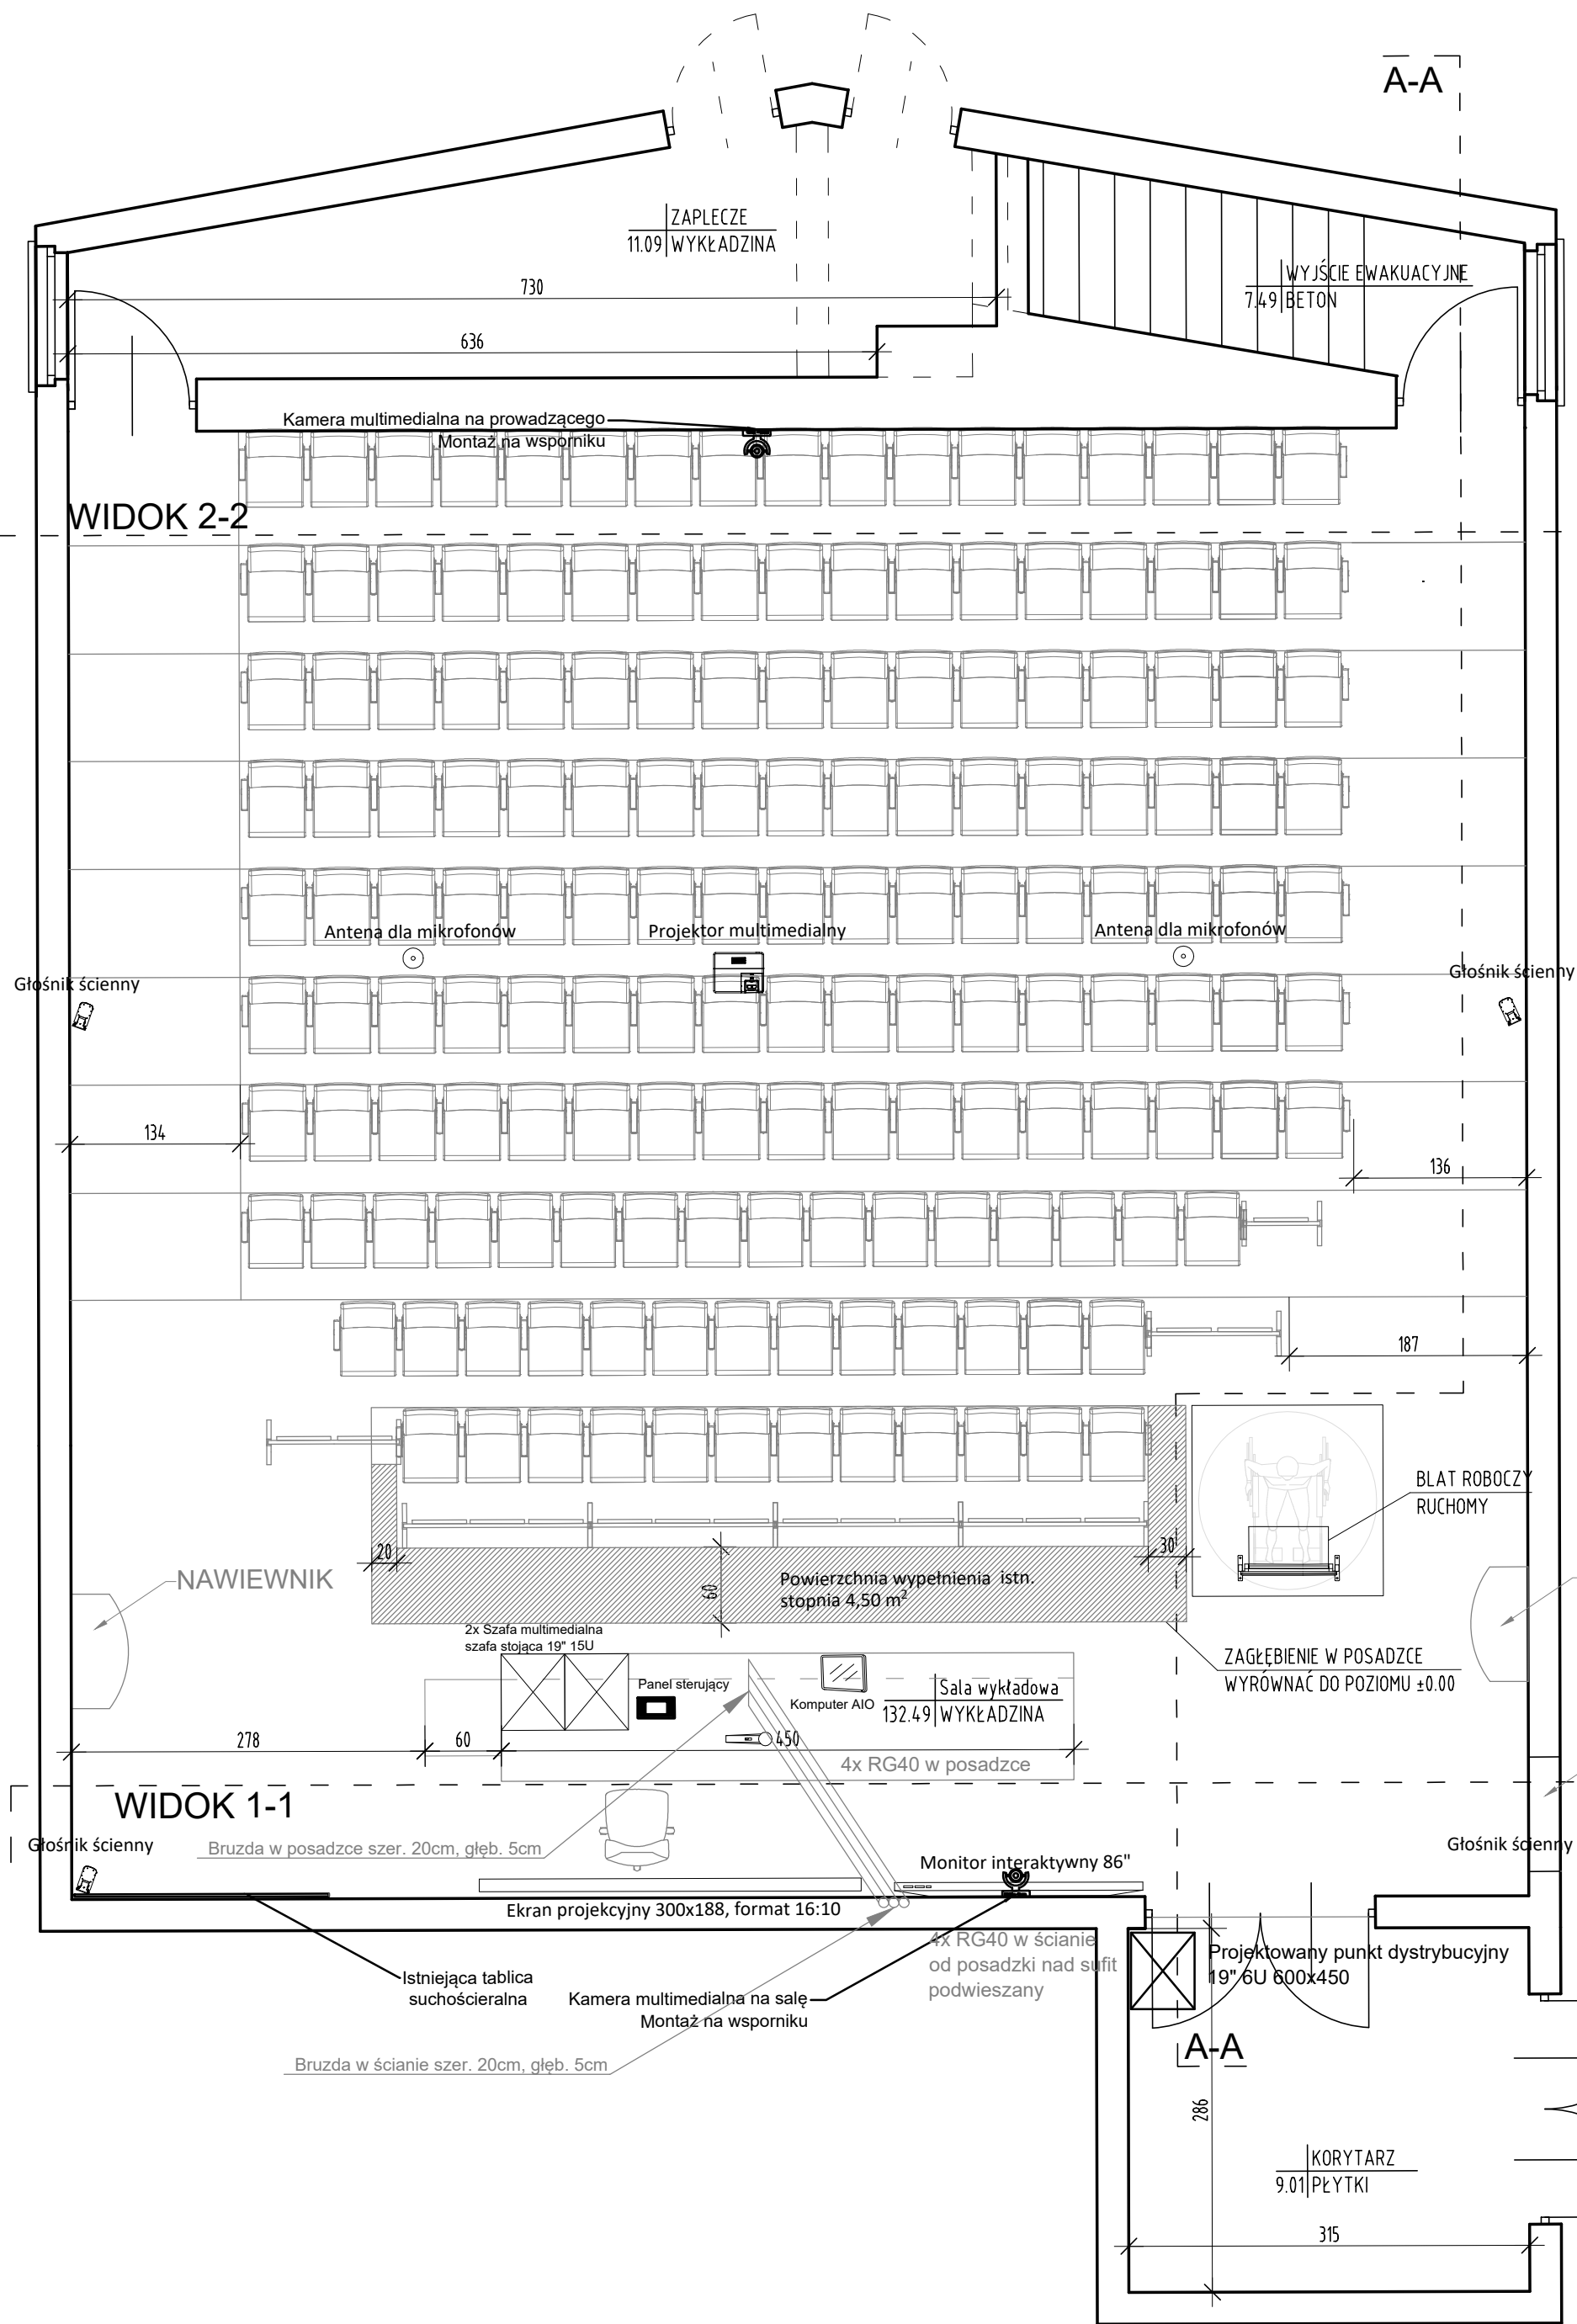 A-A
ZAPLECZE
11.09 WYKŁADZINA
WYJŚCIE EWAKUACYJNE
7.49 BETON
730
636
Kamera multimedialna na prowadzącego
Montaż na wsporniku
WIDOK 2-2
Antena dla mikrofonów
Projektor multimedialny
Antena dla mikrofonów
Głośnik ścienny
Głośnik ścienny
134
136
187
BLAT ROBOCZY
RUCHOMY
20
30
60
NAWIEWNIK
Powierzchnia wypełnienia istn.
stopnia 4,50 m²
2x Szafa multimedialna
szafa stojąca 19" 15U
ZAGŁĘBIENIE W POSADZCE
WYRÓWNAĆ DO POZIOMU ±0.00
Panel sterujący
Komputer AIO
Sala wykładowa
132.49 WYKŁADZINA
278
60
450
4x RG40 w posadzce
WIDOK 1-1
Głośnik ścienny
Bruzda w posadzce szer. 20cm, głęb. 5cm
Głośnik ścienny
Monitor interaktywny 86"
Ekran projekcyjny 300x188, format 16:10
4x RG40 w ścianie
od posadzki nad sufit
podwieszany
Projektowany punkt dystrybucyjny
19" 6U 600x450
Istniejąca tablica
suchościeralna
Kamera multimedialna na salę
Montaż na wsporniku
A-A
Bruzda w ścianie szer. 20cm, głęb. 5cm
286
KORYTARZ
9.01 PŁYTKI
315